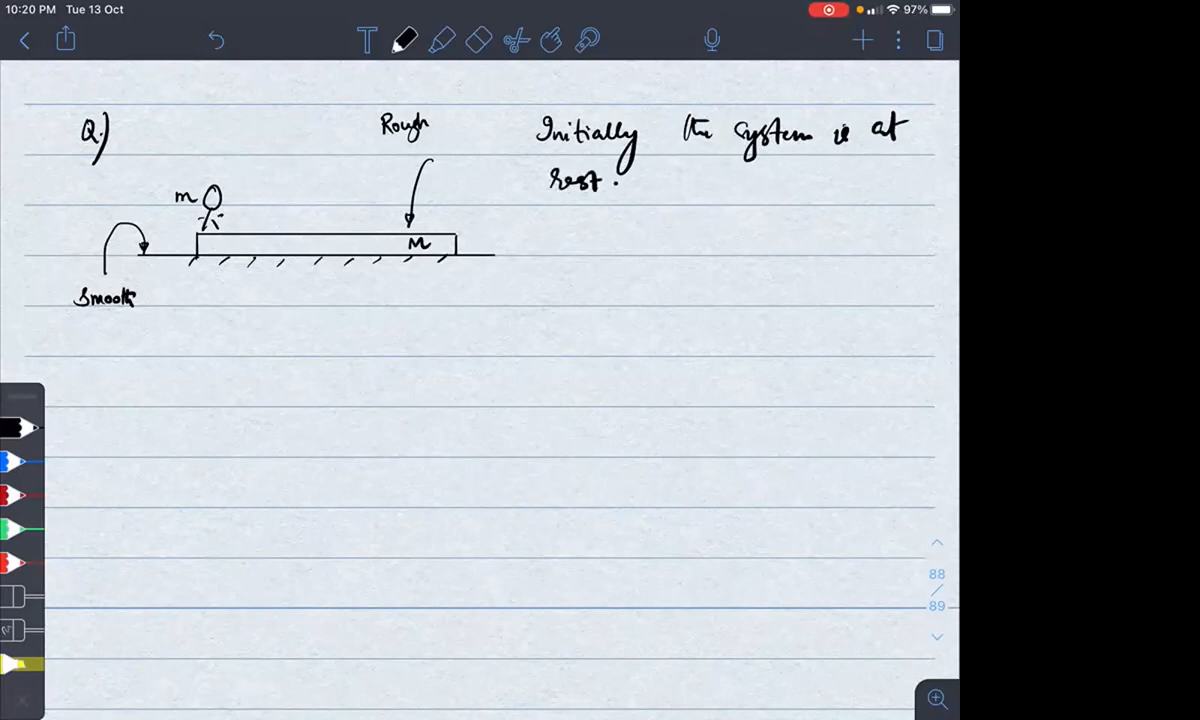 10:20 PM Tue 13 Oct
97%
Q.)
Rough
Initially the system is at
rest.
m
M
Smooth
88
89